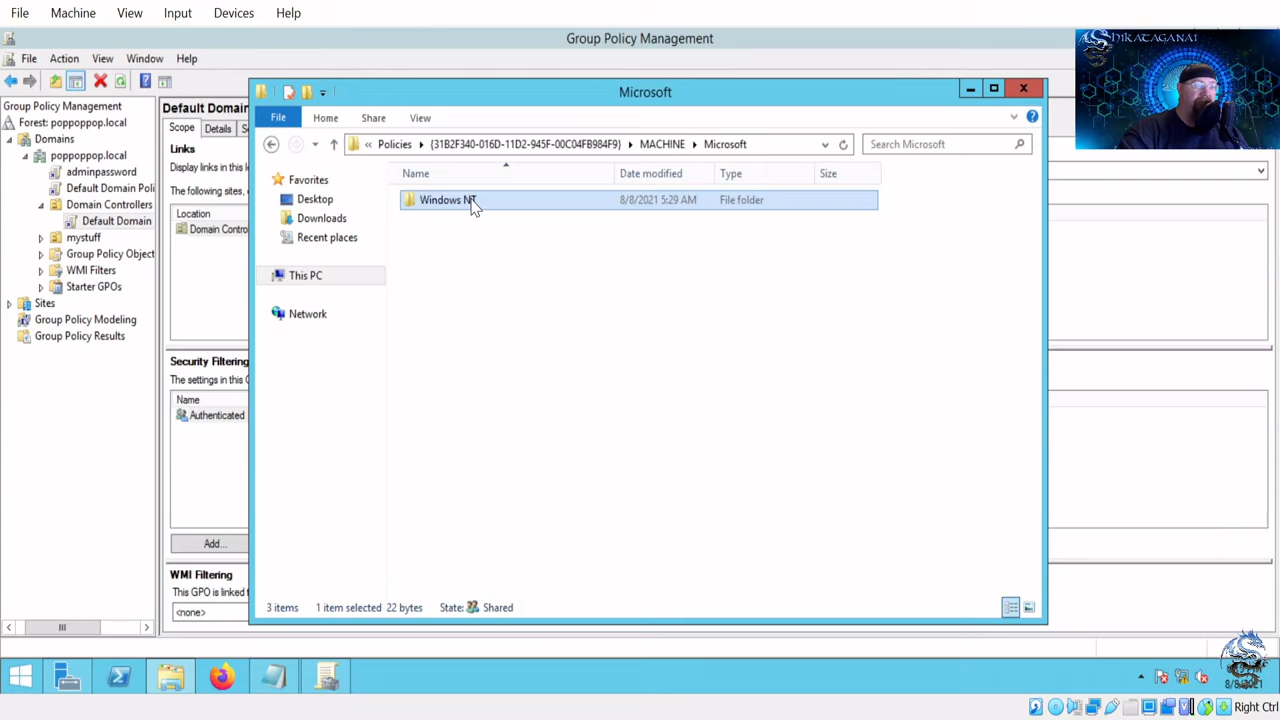 File Machine View Input Devices Help
Group Policy Management
SHIKATAGANAI
File Action View Window Help
Group Policy Management
Forest: poppoppop.local
Domains
poppoppop.local
adminpassword
Default Domain Poli
Domain Controllers
Default Domain
mystuff
Group Policy Object
WMI Filters
Starter GPOs
Sites
Group Policy Modeling
Group Policy Results
Default Domain
Scope Details
Links
Display links in this l
The following sites,
Location
Domain Contro
Security Filtering
The settings in this G
Name
Authenticated
Add...
WMI Filtering
This GPO is linked t
<none>
Microsoft
File Home Share View
« Policies {31B2F340-016D-11D2-945F-00C04FB984F9} MACHINE Microsoft
Search Microsoft
Favorites
Desktop
Downloads
Recent places
This PC
Network
Name Date modified Type Size
Windows NT 8/8/2021 5:29 AM File folder
3 items 1 item selected 22 bytes State: Shared
8/8/2021
Right Ctrl